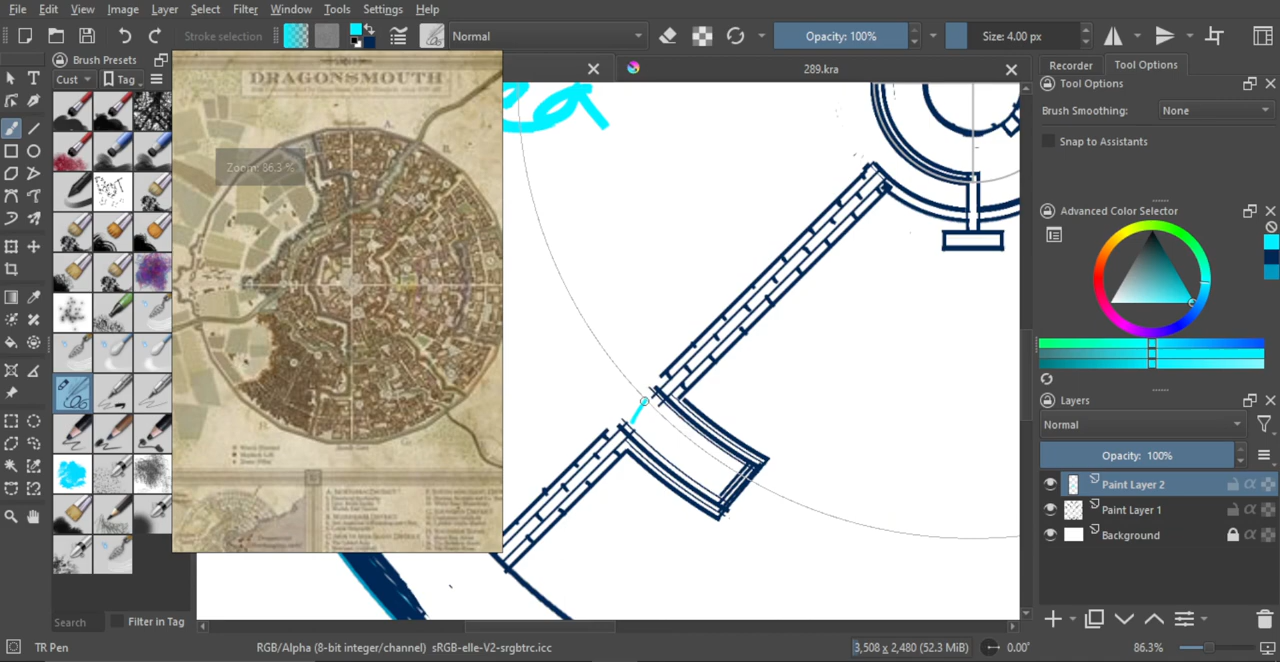 File Edit View Image Layer Select Filter Window Tools Settings Help
Stroke selection Normal Opacity: 100% Size: 4.00 px
Brush Presets
Cust Tag
289.kra
Recorder Tool Options
Tool Options
Brush Smoothing: None
Snap to Assistants
Advanced Color Selector
Layers
Normal
Opacity: 100%
Paint Layer 2
Paint Layer 1
Background
DRAGONSMOUTH
Zoom: 86.3 %
Search Filter in Tag
TR Pen RGB/Alpha (8-bit integer/channel) sRGB-elle-V2-srgbtrc.icc 3,508 x 2,480 (52.3 MiB) 0.00° 86.3%